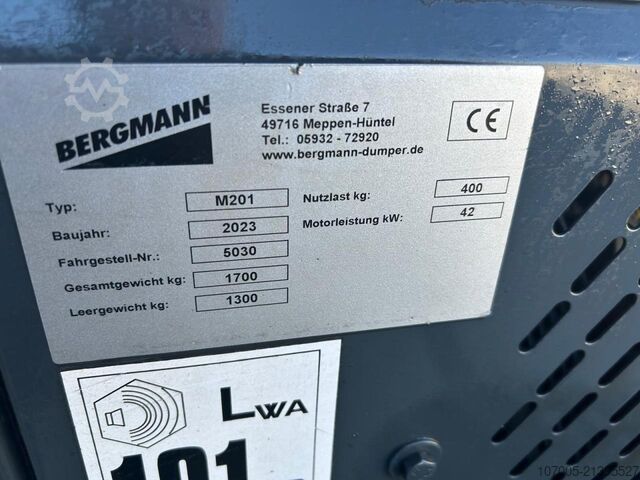 BERGMANN
Essener Straße 7
49716 Meppen-Hüntel
Tel.: 05932 - 72920
www.bergmann-dumper.de
CE
Typ: M201
Baujahr: 2023
Fahrgestell-Nr.: 5030
Gesamtgewicht kg: 1700
Leergewicht kg: 1300
Nutzlast kg: 400
Motorleistung kW: 42
LWA
101